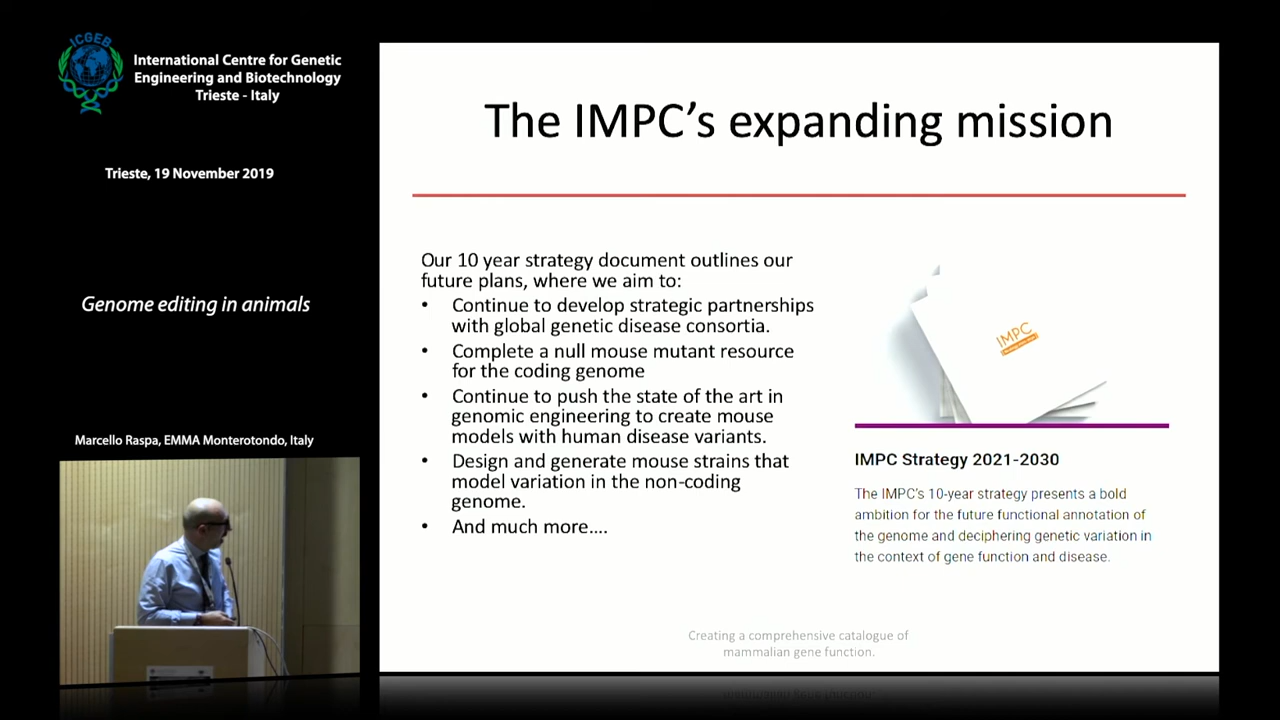 ICGEB
International Centre for Genetic
Engineering and Biotechnology
Trieste - Italy
Trieste, 19 November 2019
Genome editing in animals
Marcello Raspa, EMMA Monterotondo, Italy
The IMPC’s expanding mission
Our 10 year strategy document outlines our
future plans, where we aim to:
• Continue to develop strategic partnerships
with global genetic disease consortia.
• Complete a null mouse mutant resource
for the coding genome
• Continue to push the state of the art in
genomic engineering to create mouse
models with human disease variants.
• Design and generate mouse strains that
model variation in the non-coding
genome.
• And much more....
IMPC
IMPC Strategy 2021-2030
The IMPC’s 10-year strategy presents a bold
ambition for the future functional annotation of
the genome and deciphering genetic variation in
the context of gene function and disease.
Creating a comprehensive catalogue of
mammalian gene function.